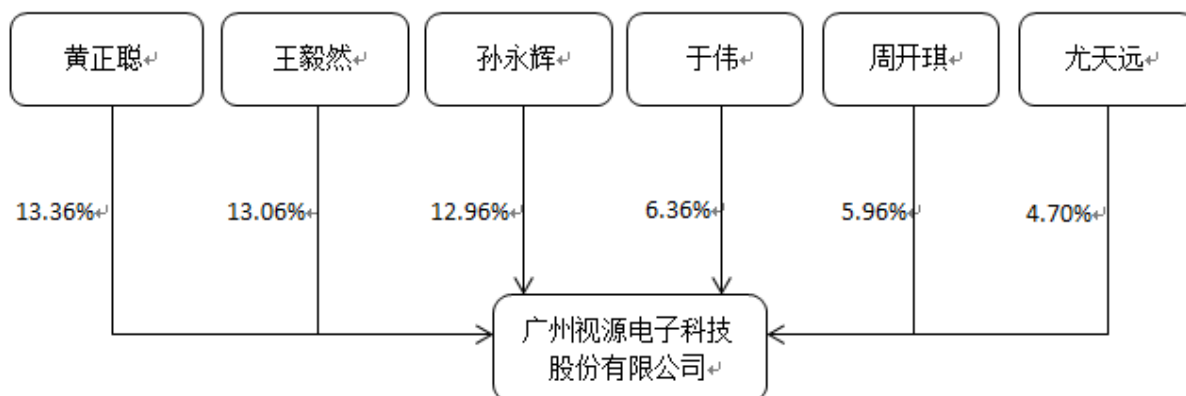 黄正聪
王毅然
孙永辉
于伟
周开琪
尤天远
13.36%
13.06%
12.96%
6.36%
5.96%
4.70%
广州视源电子科技
股份有限公司